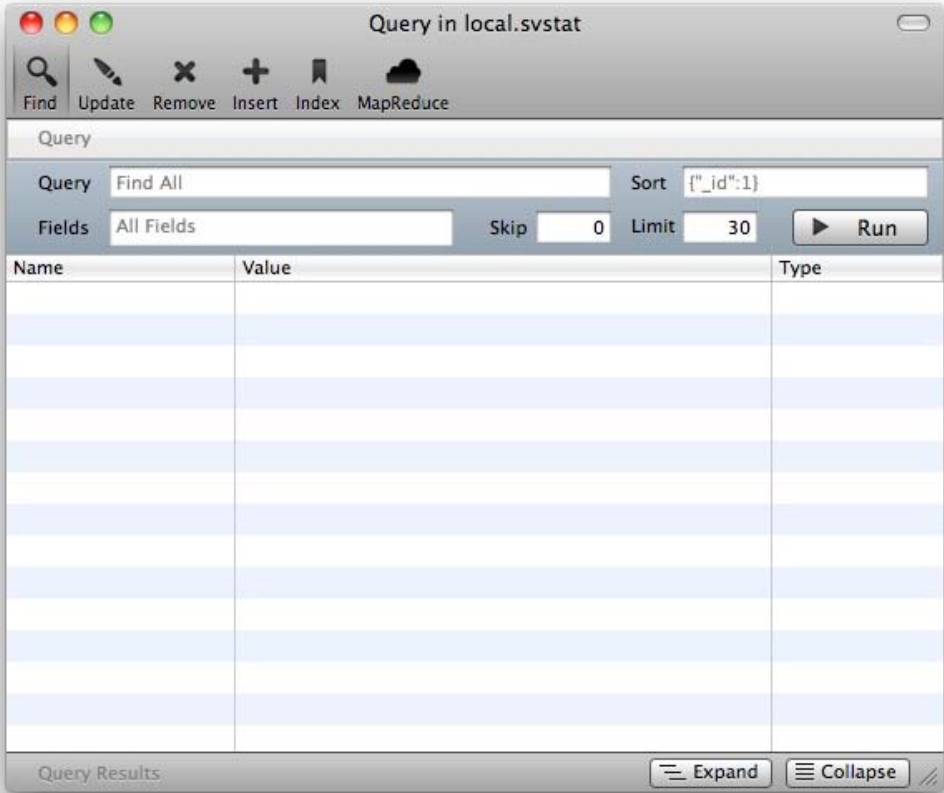 Query in local.svstat
Find Update Remove Insert Index MapReduce
Query
Query Find All Sort {"_id":1}
Fields All Fields Skip 0 Limit 30 Run
Name Value Type
Query Results Expand Collapse